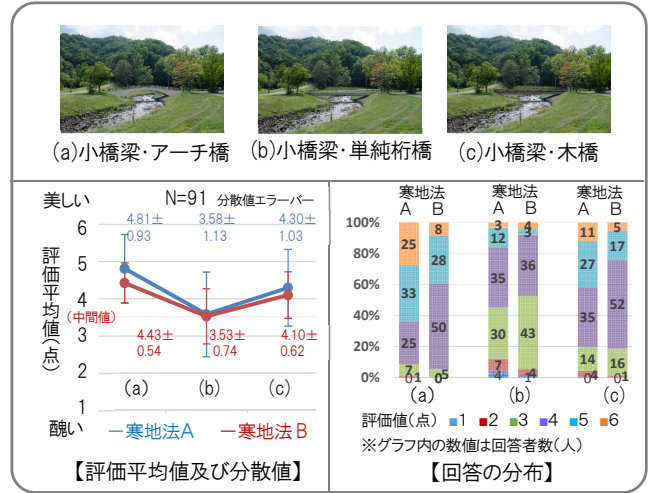 (a)小橋梁・アーチ橋
(b)小橋梁・単純桁橋
(c)小橋梁・木橋
美しい
N=91 分散値エラーバー
4.81±
0.93
3.58±
1.13
4.30±
1.03
6
5
4
3
2
1
評価平均値(点)
(中間値)
4.43±
0.54
3.53±
0.74
4.10±
0.62
(a)
(b)
(c)
醜い
寒地法A
寒地法B
【評価平均値及び分散値】
寒地法
A B
寒地法
A B
寒地法
A B
100%
80%
60%
40%
20%
0%
25
33
25
7
0
1
8
28
50
5
0
3
12
35
30
7
4
4
3
36
43
4
1
11
27
35
14
4
0
5
17
52
16
1
(a)
(b)
(c)
評価値(点) 1 2 3 4 5 6
※グラフ内の数値は回答者数(人)
【回答の分布】